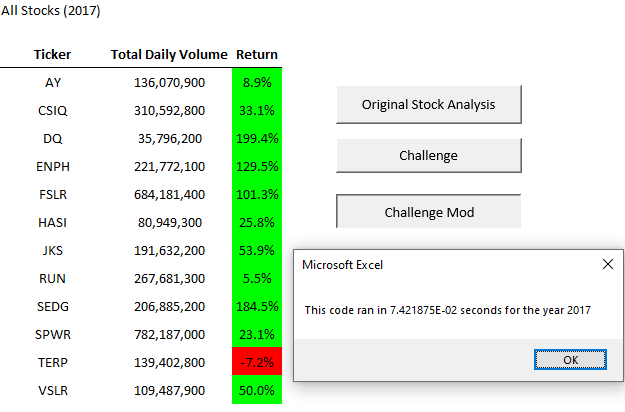 All Stocks (2017)
Ticker Total Daily Volume Return
AY 136,070,900 8.9%
CSIQ 310,592,800 33.1%
DQ 35,796,200 199.4%
ENPH 221,772,100 129.5%
FSLR 684,181,400 101.3%
HASI 80,949,300 25.8%
JKS 191,632,200 53.9%
RUN 267,681,300 5.5%
SEDG 206,885,200 184.5%
SPWR 782,187,000 23.1%
TERP 139,402,800 -7.2%
VSLR 109,487,900 50.0%
Original Stock Analysis
Challenge
Challenge Mod
Microsoft Excel
This code ran in 7.421875E-02 seconds for the year 2017
OK